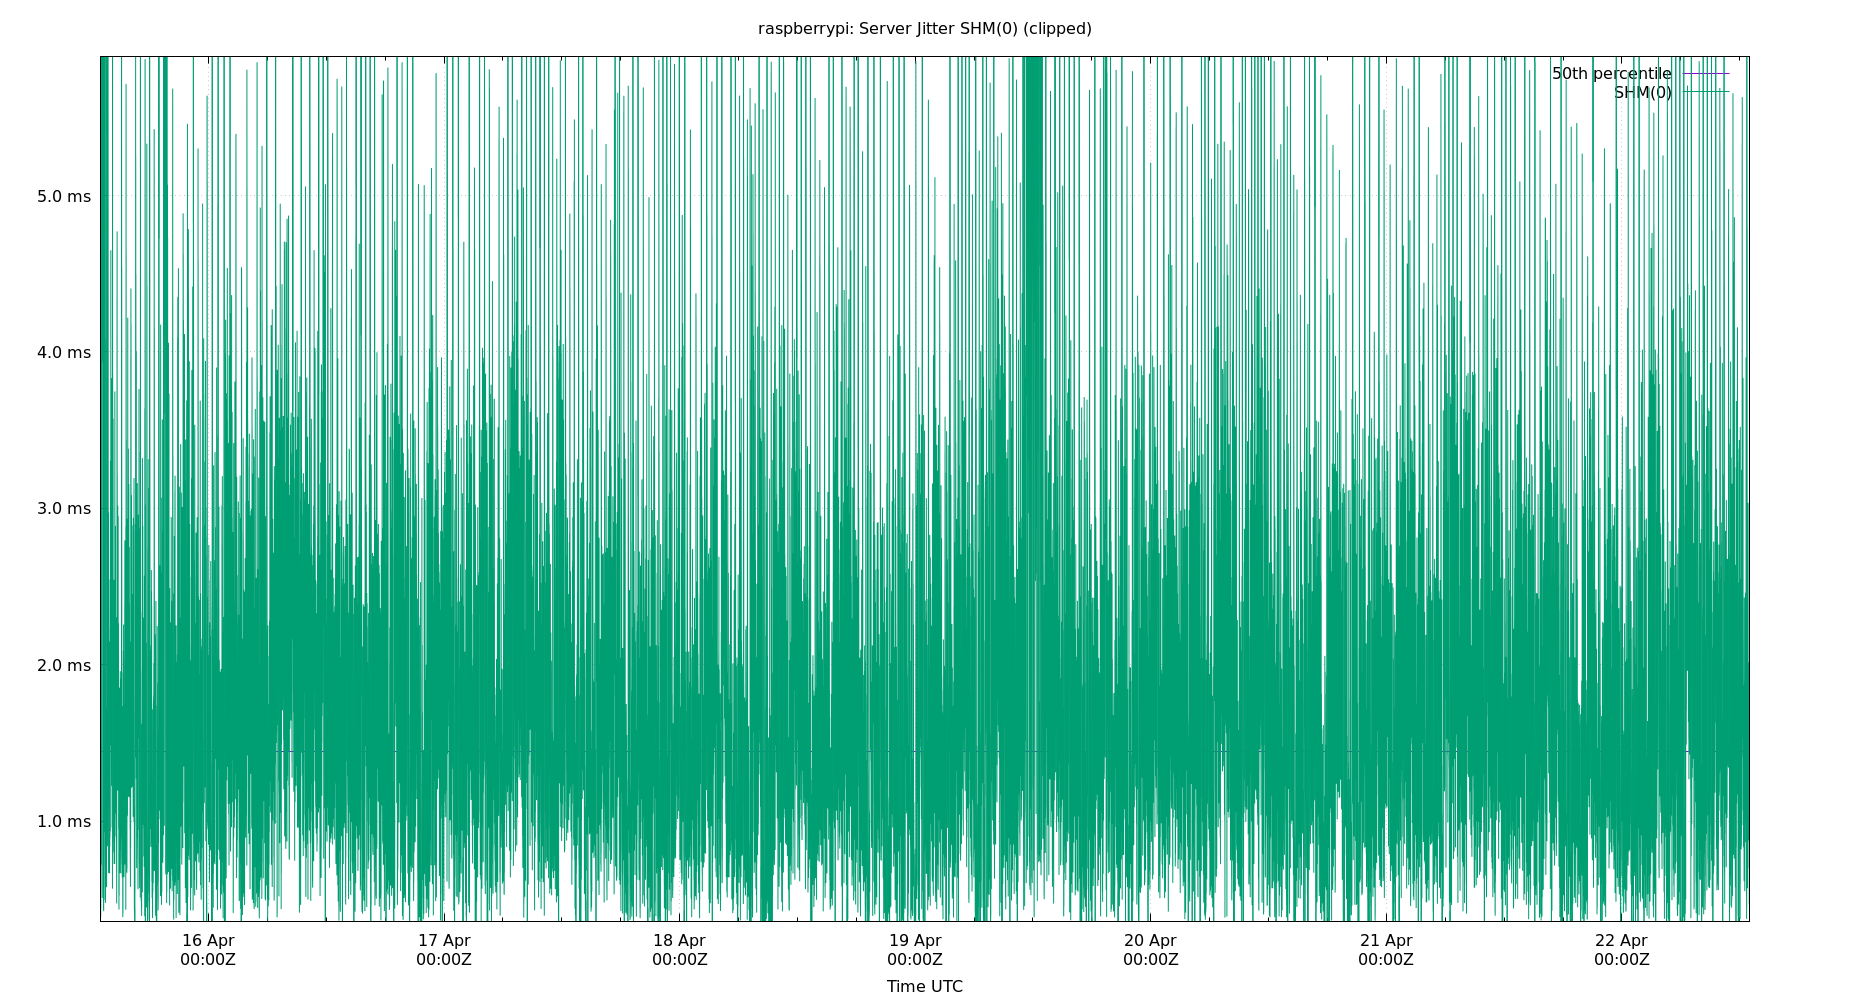 raspberrypi: Server Jitter SHM(0) (clipped)
50th percentile
SHM(0)
5.0 ms
4.0 ms
3.0 ms
2.0 ms
1.0 ms
16 Apr 17 Apr 18 Apr 19 Apr 20 Apr 21 Apr 22 Apr
00:00Z 00:00Z 00:00Z 00:00Z 00:00Z 00:00Z 00:00Z
Time UTC